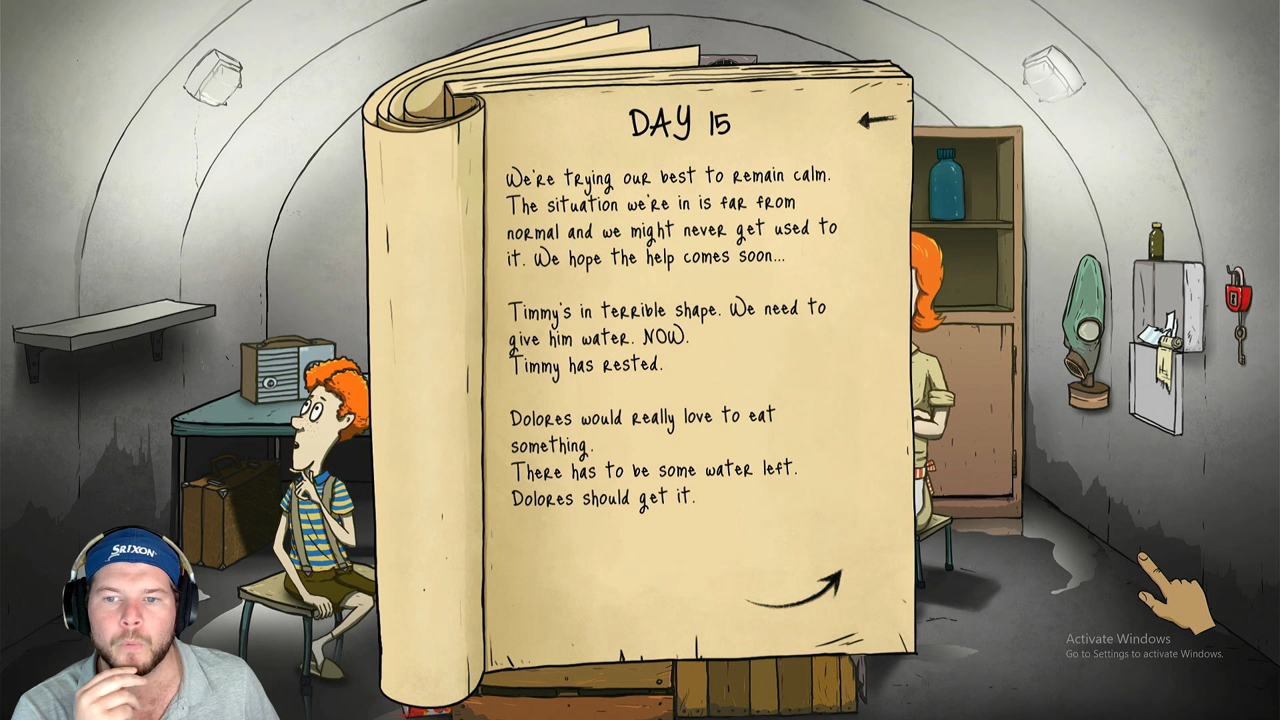 DAY 15
We're trying our best to remain calm.
The situation we're in is far from
normal and we might never get used to
it. We hope the help comes soon...
Timmy's in terrible shape. We need to
give him water. NOW.
Timmy has rested.
Dolores would really love to eat
something.
There has to be some water left.
Dolores should get it.
SRIXON
Activate Windows
Go to Settings to activate Windows.